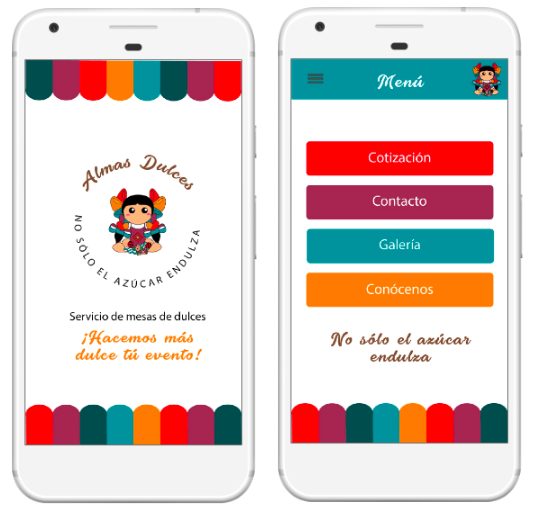 Almas Dulces
NO SÓLO EL AZÚCAR ENDULZA
Servicio de mesas de dulces
¡Hacemos más
dulce tú evento!
Menú
Cotización
Contacto
Galería
Conócenos
No sólo el azúcar
endulza